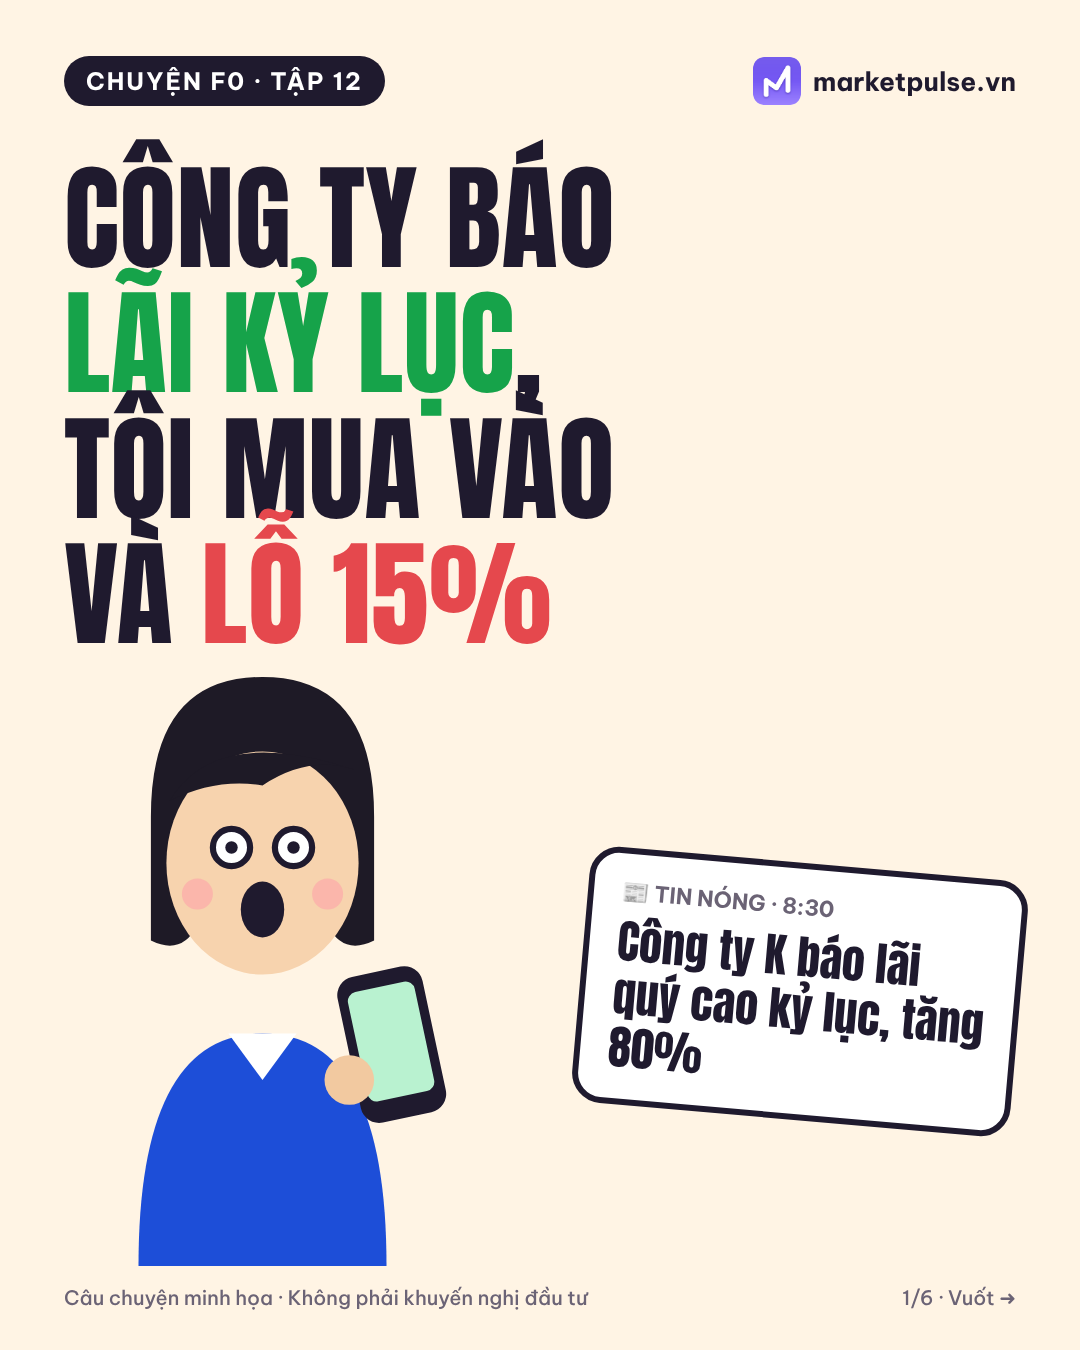 CHUYỆN F0 · TẬP 12
marketpulse.vn
CÔNG TY BÁO
LÃI KỶ LỤC,
TÔI MUA VÀO
VÀ LỖ 15%
📰 TIN NÓNG · 8:30
Công ty K báo lãi
quý cao kỷ lục, tăng
80%
Câu chuyện minh họa · Không phải khuyến nghị đầu tư
1/6 · Vuốt →